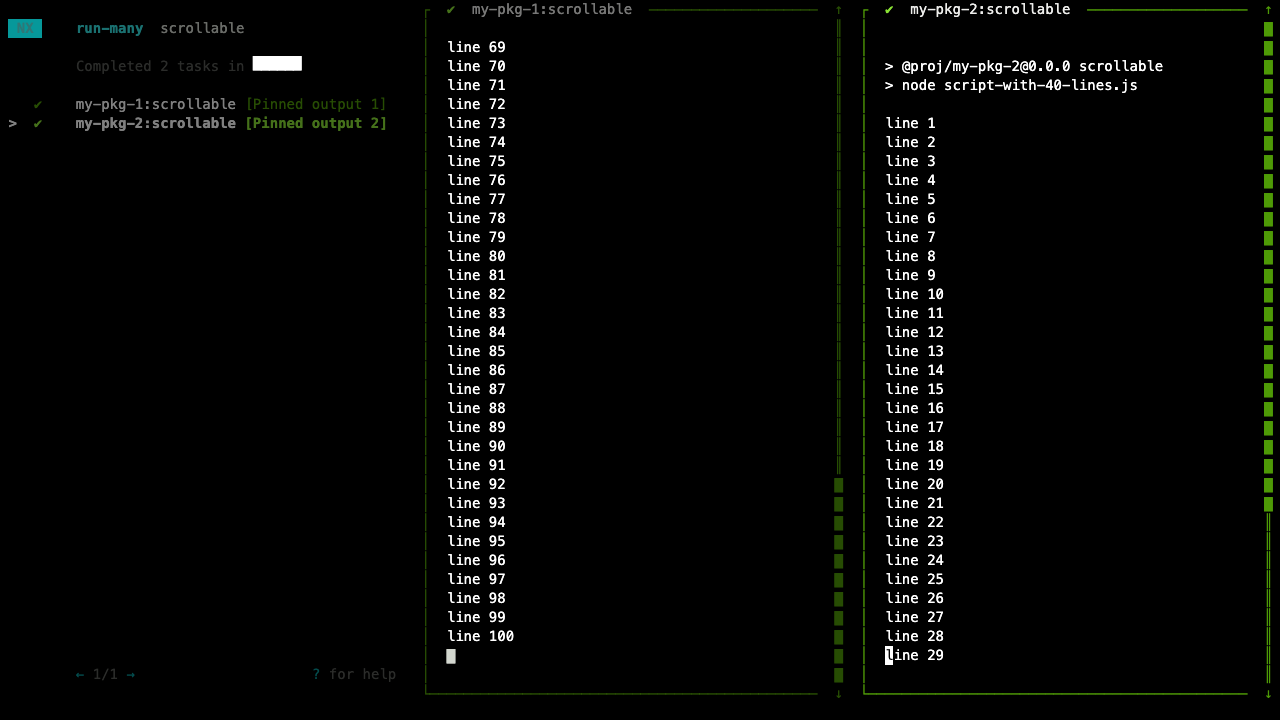 NX run-many scrollable
Completed 2 tasks in
✔ my-pkg-1:scrollable [Pinned output 1]
> ✔ my-pkg-2:scrollable [Pinned output 2]
← 1/1 →
? for help
✔ my-pkg-1:scrollable
line 69
line 70
line 71
line 72
line 73
line 74
line 75
line 76
line 77
line 78
line 79
line 80
line 81
line 82
line 83
line 84
line 85
line 86
line 87
line 88
line 89
line 90
line 91
line 92
line 93
line 94
line 95
line 96
line 97
line 98
line 99
line 100
✔ my-pkg-2:scrollable
> @proj/my-pkg-2@0.0.0 scrollable
> node script-with-40-lines.js
line 1
line 2
line 3
line 4
line 5
line 6
line 7
line 8
line 9
line 10
line 11
line 12
line 13
line 14
line 15
line 16
line 17
line 18
line 19
line 20
line 21
line 22
line 23
line 24
line 25
line 26
line 27
line 28
line 29